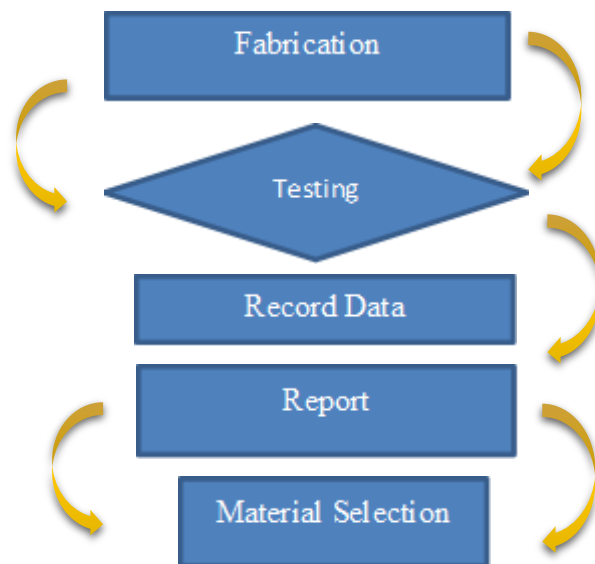 Fabrication
Testing
Record Data
Report
Material Selection